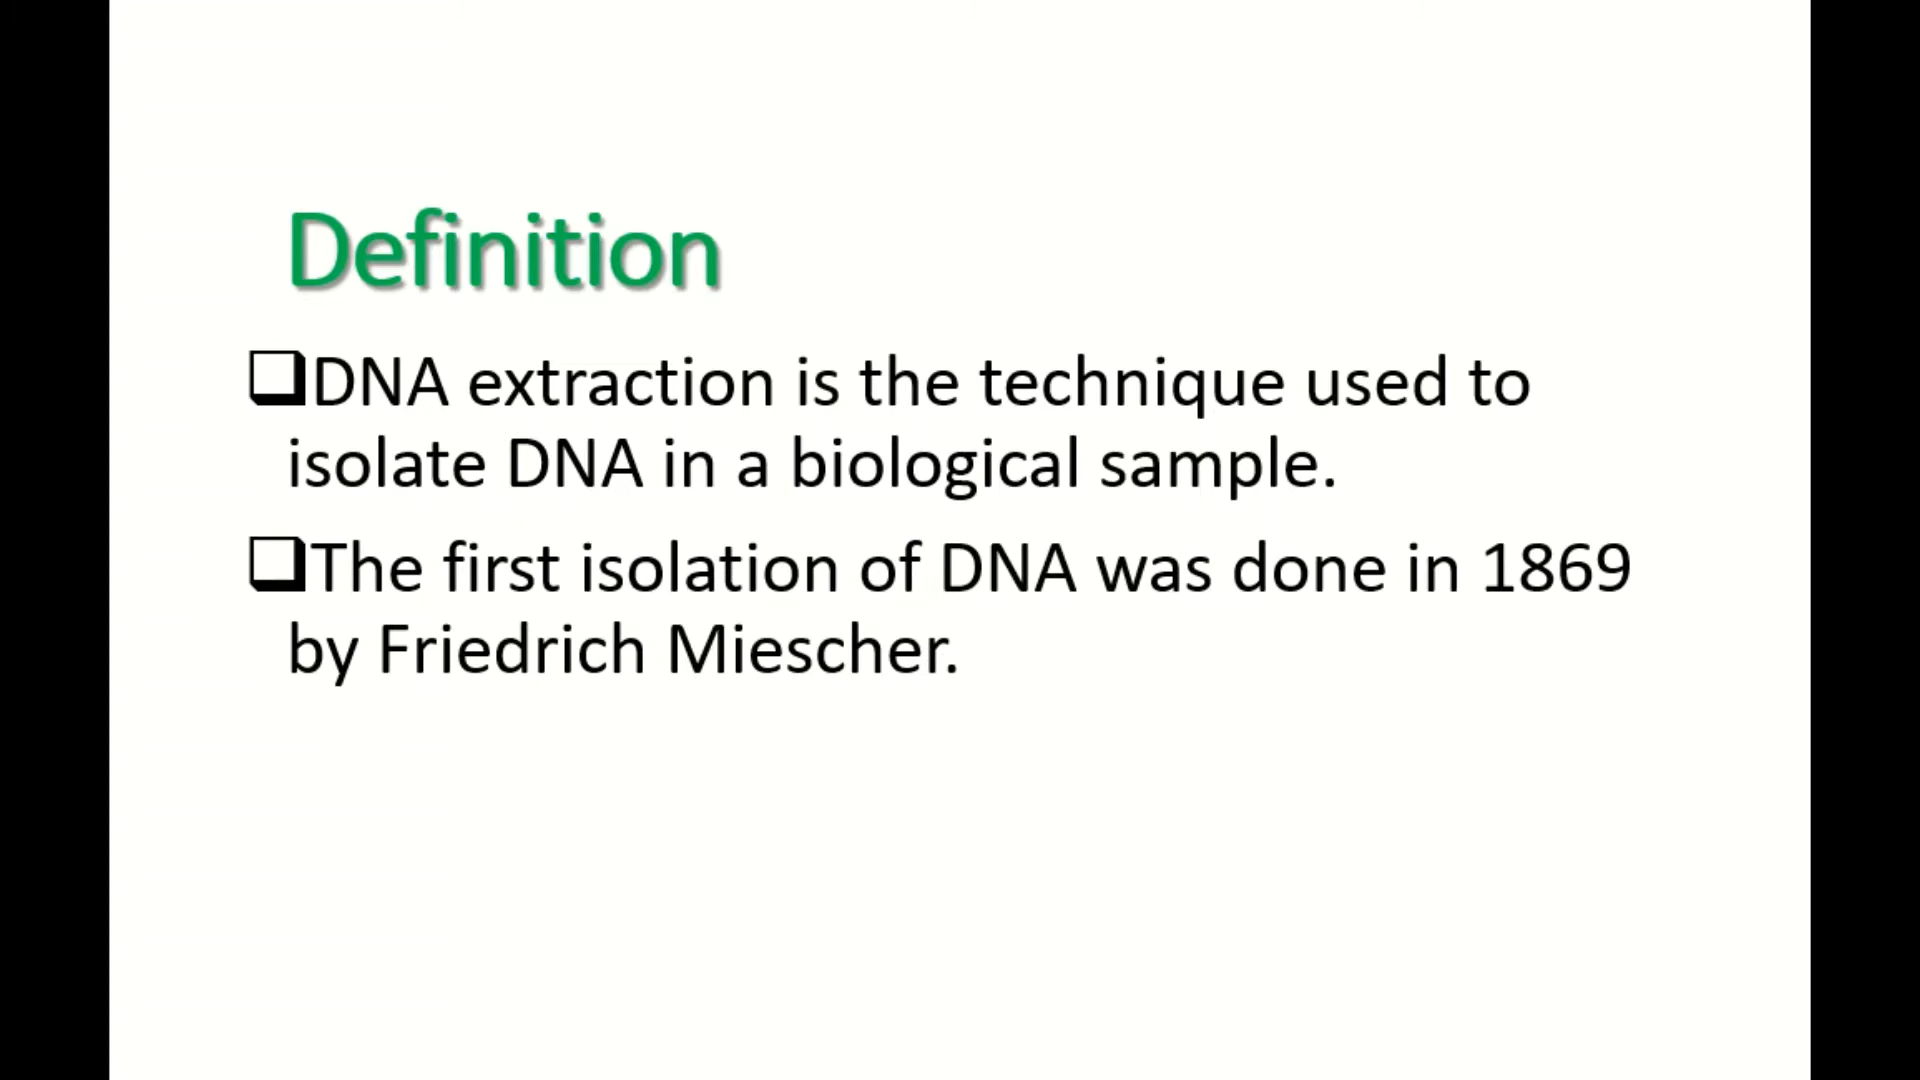 Definition
❑DNA extraction is the technique used to
isolate DNA in a biological sample.
❑The first isolation of DNA was done in 1869
by Friedrich Miescher.